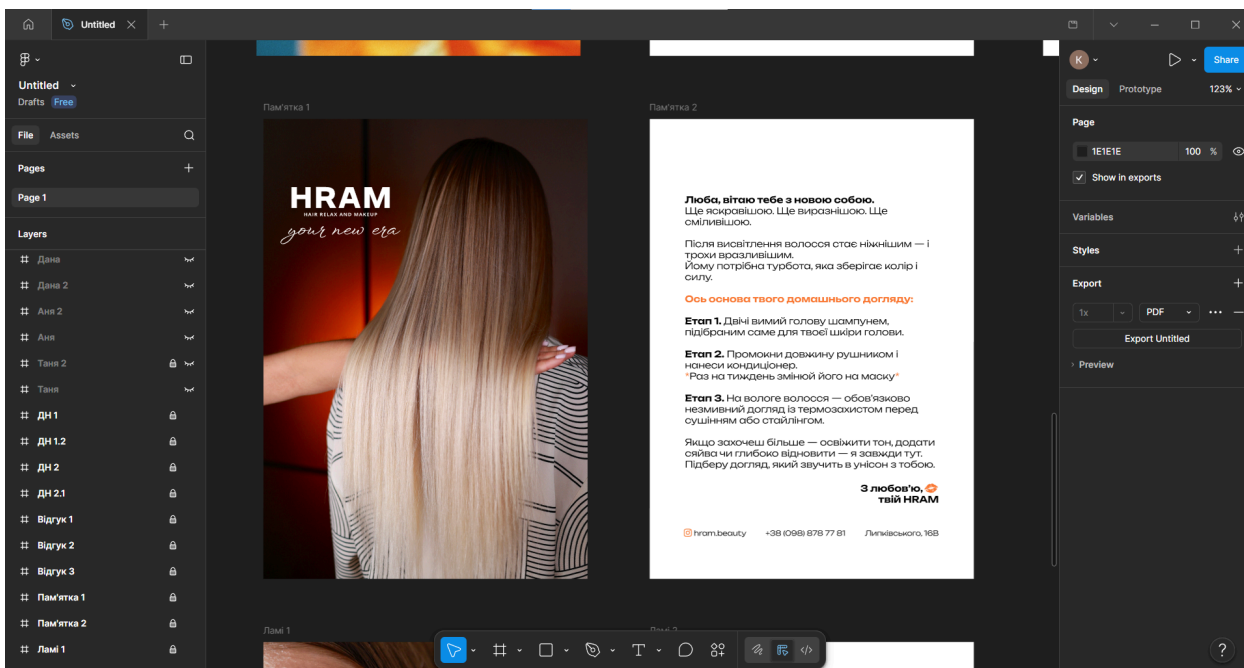 Untitled
Untitled
Drafts Free
File Assets
Pages
Page 1
Layers
Дана
Дана 2
Аня 2
Аня
Таня 2
Таня
ДН 1
ДН 1.2
ДН 2
ДН 2.1
Відгук 1
Відгук 2
Відгук 3
Пам'ятка 1
Пам'ятка 2
Ламі 1
Пам'ятка 1
HRAM
HAIR RELAX AND MAKEUP
your new era
Пам'ятка 2
Люба, вітаю тебе з новою собою.
Ще яскравішою. Ще виразнішою. Ще
сміливішою.
Після висвітлення волосся стає ніжнішим — і
трохи вразливішим.
Йому потрібна турбота, яка зберігає колір і
силу.
Ось основа твого домашнього догляду:
Етап 1. Двічі вимий голову шампунем,
підібраним саме для твоєї шкіри голови.
Етап 2. Промокни довжину рушником і
нанеси кондиціонер.
*Раз на тиждень змінюй його на маску*
Етап 3. На вологе волосся — обов'язково
незмивний догляд із термозахистом перед
сушінням або стайлінгом.
Якщо захочеш більше — освіжити тон, додати
сяйва чи глибоко відновити — я завжди тут.
Підберу догляд, який звучить в унісон з тобою.
З любов'ю,
твій HRAM
hram.beauty +38 (098) 878 77 81 Липківського, 16В
Ламі 1
Ламі 2
K
Share
Design Prototype 123%
Page
1E1E1E 100 %
Show in exports
Variables
Styles
Export
1x PDF
Export Untitled
Preview
?